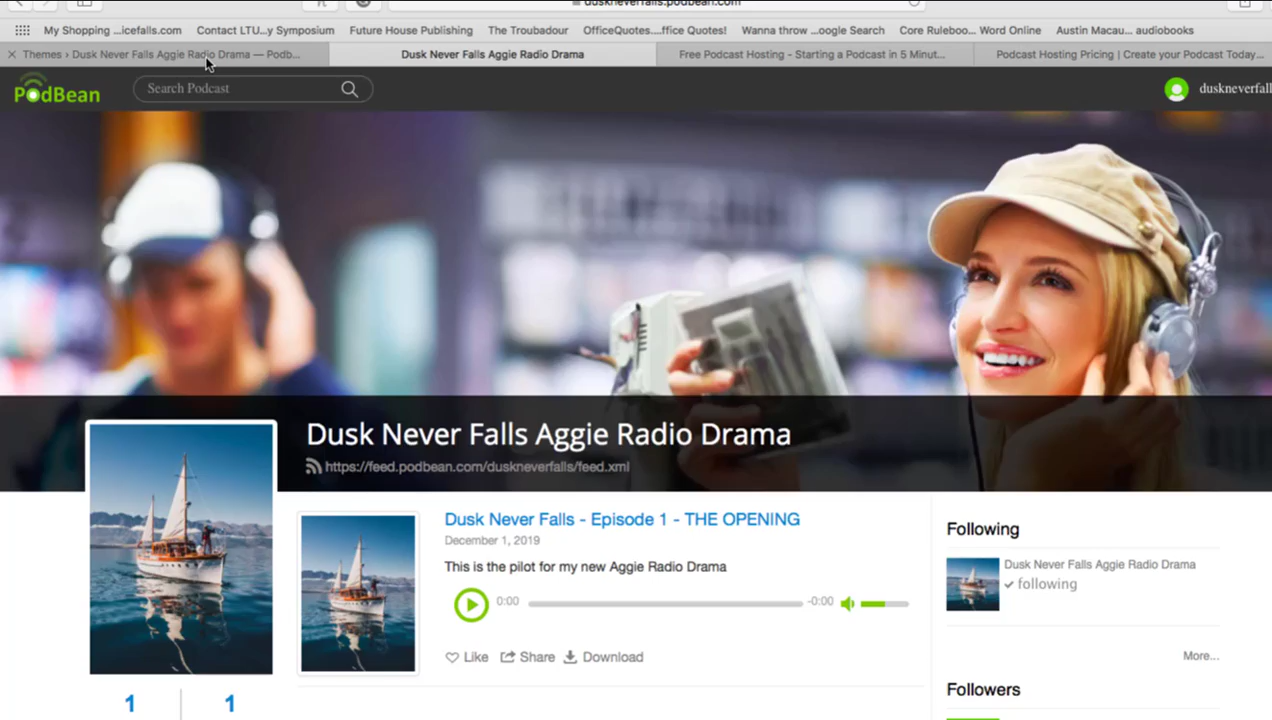 duskneverfalls.podbean.com
My Shopping ...icefalls.com Contact LTU...y Symposium Future House Publishing The Troubadour OfficeQuotes....ffice Quotes! Wanna throw ...oogle Search Core Ruleboo... Word Online Austin Macau... audiobooks
Themes › Dusk Never Falls Aggie Radio Drama — Podb... Dusk Never Falls Aggie Radio Drama Free Podcast Hosting - Starting a Podcast in 5 Minut... Podcast Hosting Pricing | Create your Podcast Today...
PodBean Search Podcast duskneverfall
Dusk Never Falls Aggie Radio Drama
https://feed.podbean.com/duskneverfalls/feed.xml
Dusk Never Falls - Episode 1 - THE OPENING
December 1, 2019
This is the pilot for my new Aggie Radio Drama
0:00 -0:00
Like Share Download
1 1
Following
Dusk Never Falls Aggie Radio Drama
following
More...
Followers